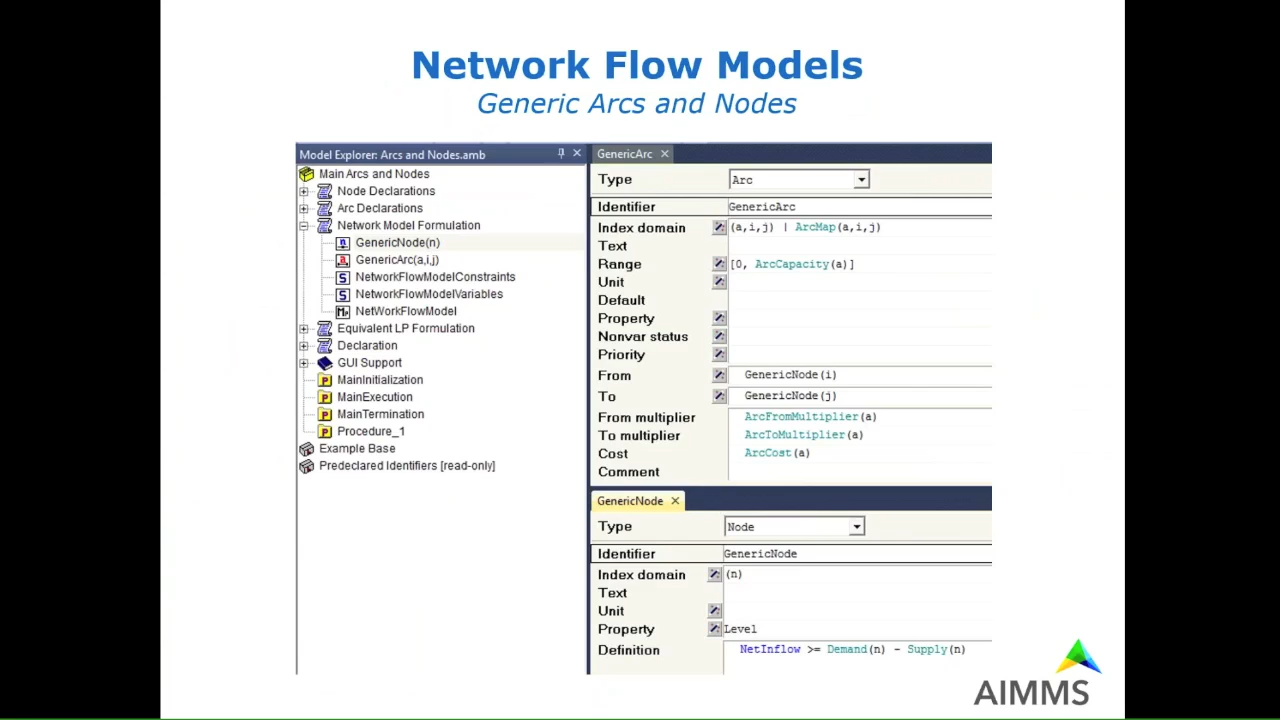 Network Flow Models
Generic Arcs and Nodes
Model Explorer: Arcs and Nodes.amb
Main Arcs and Nodes
Node Declarations
Arc Declarations
Network Model Formulation
GenericNode(n)
GenericArc(a,i,j)
NetworkFlowModelConstraints
NetworkFlowModelVariables
NetWorkFlowModel
Equivalent LP Formulation
Declaration
GUI Support
MainInitialization
MainExecution
MainTermination
Procedure_1
Example Base
Predeclared Identifiers [read-only]
GenericArc
Type Arc
Identifier GenericArc
Index domain (a,i,j) | ArcMap(a,i,j)
Text
Range [0, ArcCapacity(a)]
Unit
Default
Property
Nonvar status
Priority
From GenericNode(i)
To GenericNode(j)
From multiplier ArcFromMultiplier(a)
To multiplier ArcToMultiplier(a)
Cost ArcCost(a)
Comment
GenericNode
Type Node
Identifier GenericNode
Index domain (n)
Text
Unit
Property Level
Definition NetInflow >= Demand(n) - Supply(n)
AIMMS